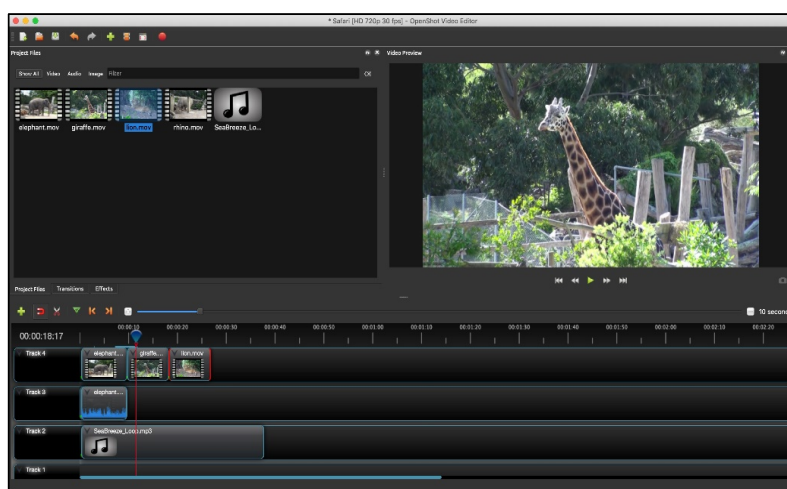 * Safari [HD 720p 30 fps] - OpenShot Video Editor
Project Files
Video Preview
Show All Video Audio Image Filter
elephant.mov giraffe.mov lion.mov rhino.mov SeaBreeze_Lo...
Project Files Transitions Effects
10 second
00:00:18:17
00:00:10 00:00:20 00:00:30 00:00:40 00:00:50 00:01:00 00:01:10 00:01:20 00:01:30 00:01:40 00:01:50 00:02:00 00:02:10 00:02:20
Track 4 elephant... giraffe... lion.mov
Track 3 elephant...
Track 2 SeaBreeze_Loop.mp3
Track 1